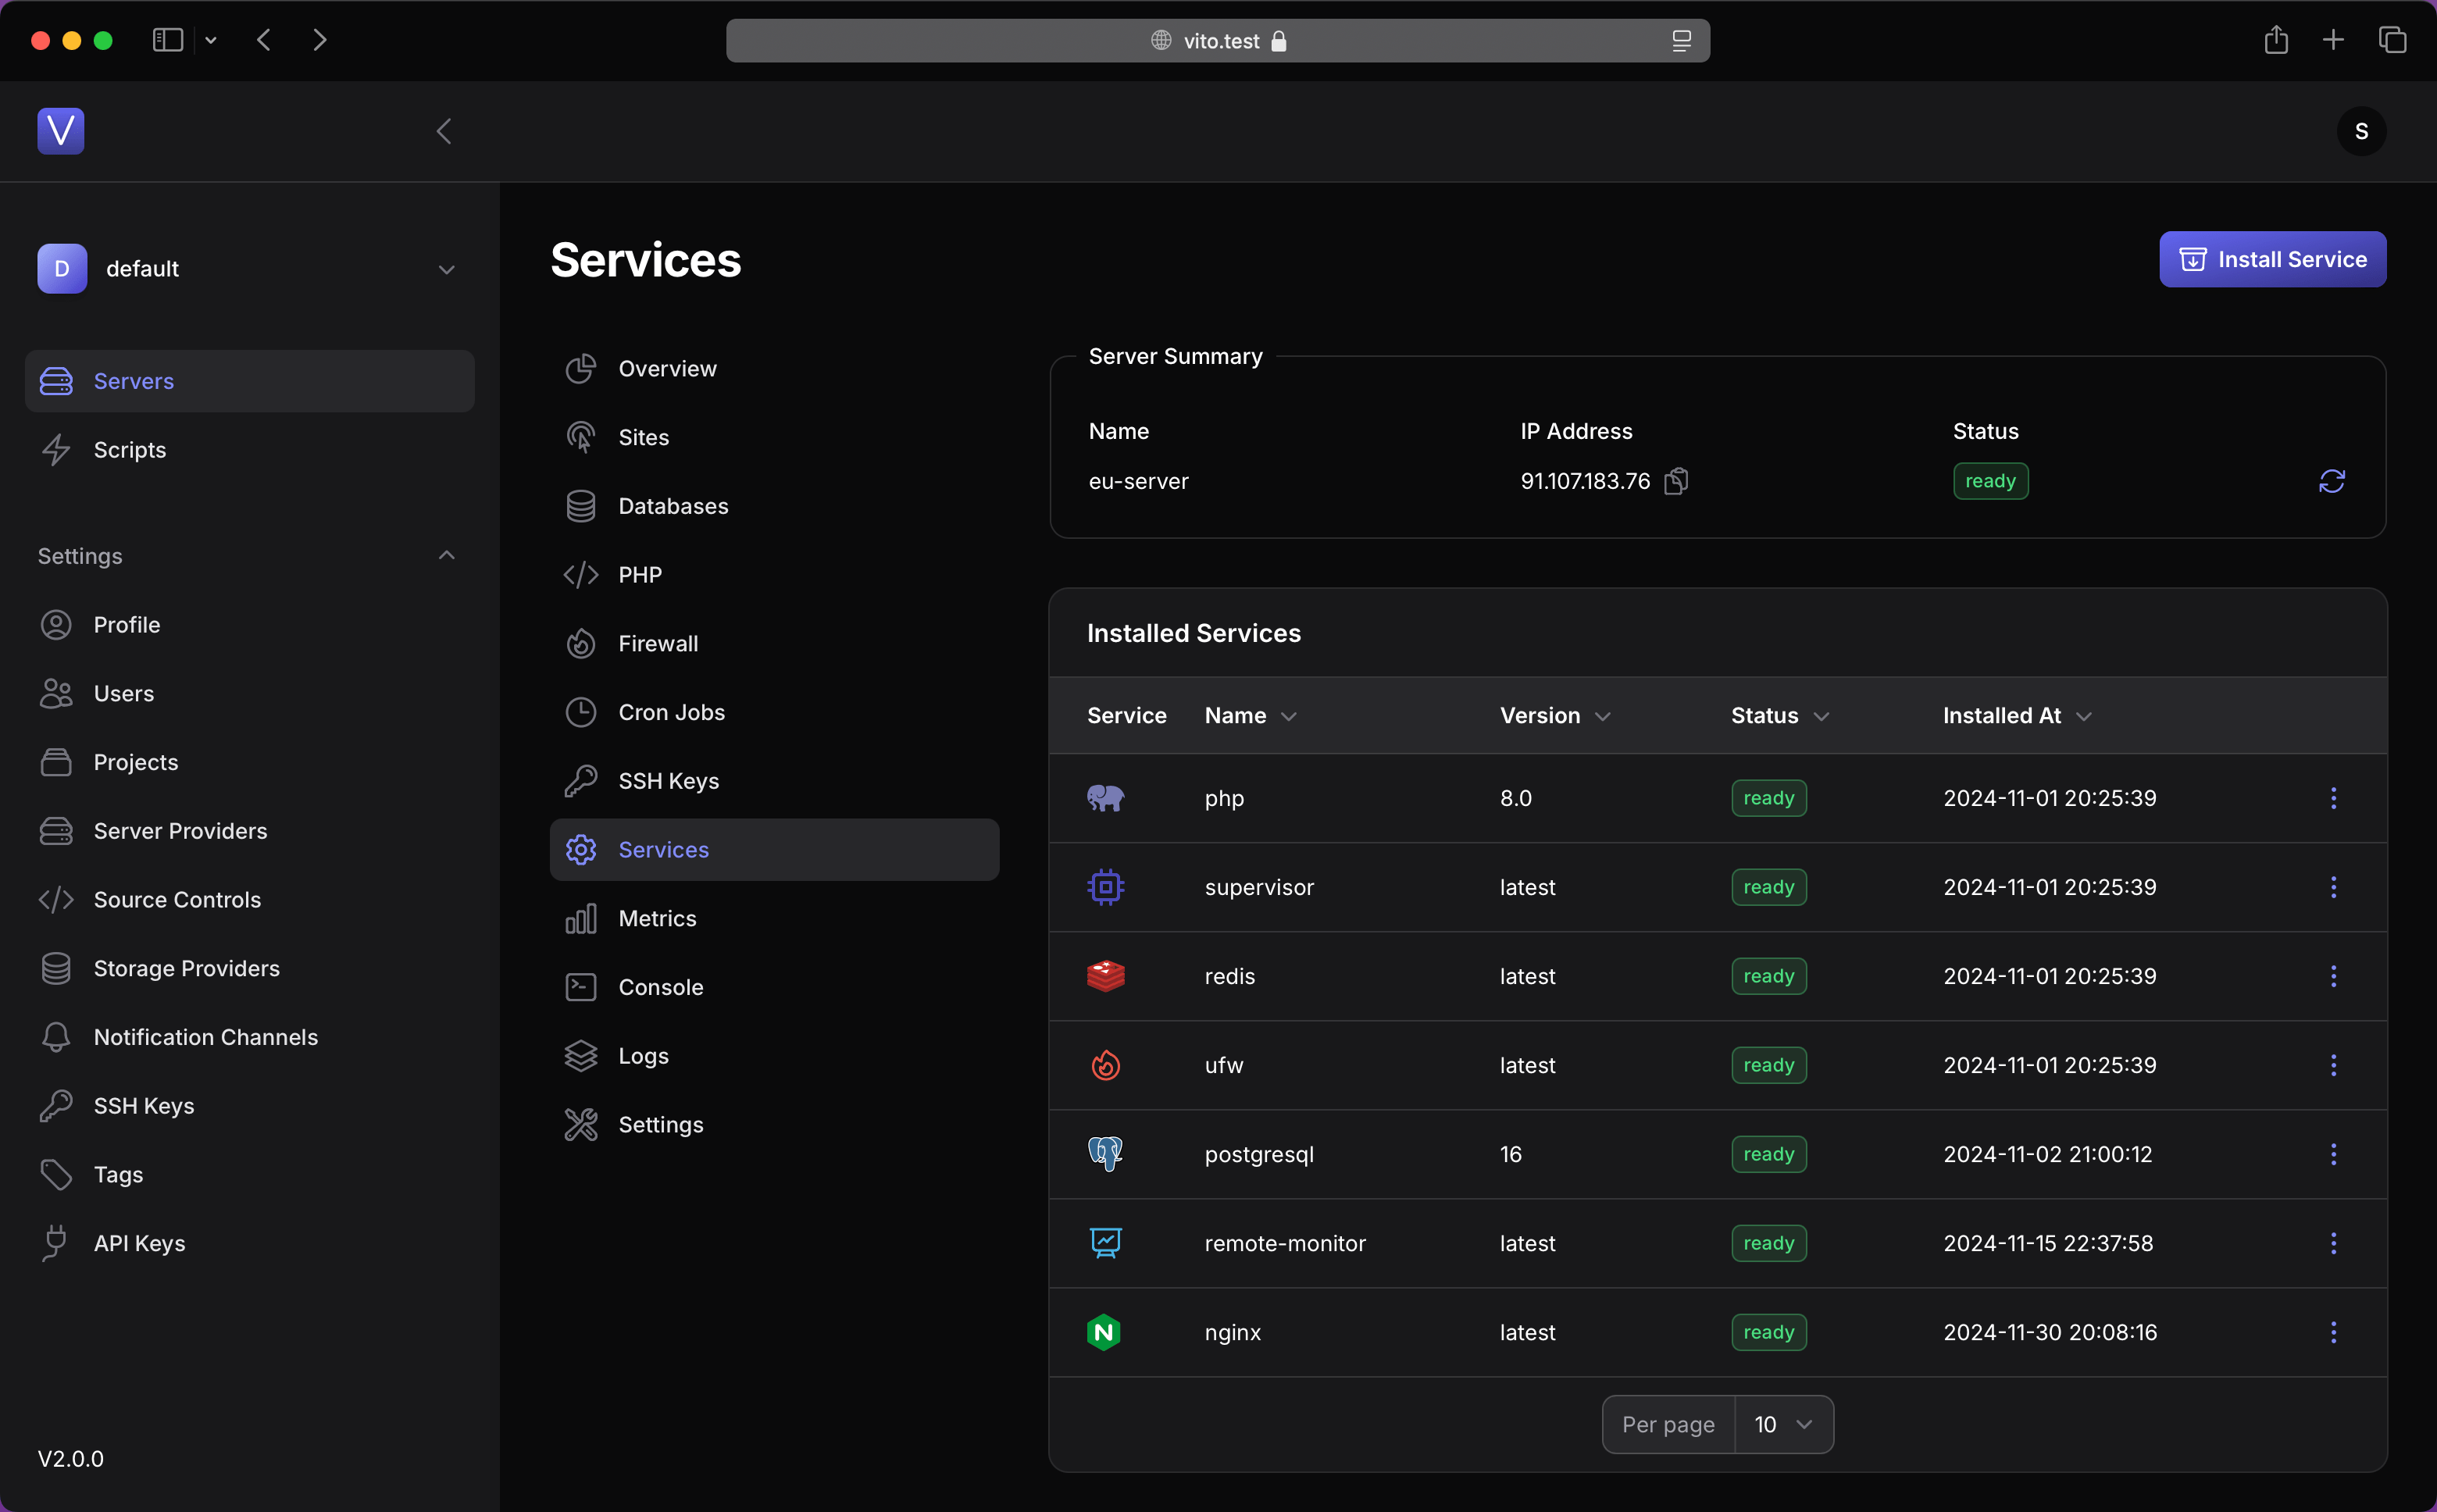 vito.test
V
S
D default
Servers
Scripts
Settings
Profile
Users
Projects
Server Providers
Source Controls
Storage Providers
Notification Channels
SSH Keys
Tags
API Keys
V2.0.0
Services
Install Service
Overview
Sites
Databases
PHP
Firewall
Cron Jobs
SSH Keys
Services
Metrics
Console
Logs
Settings
Server Summary
Name IP Address Status
eu-server 91.107.183.76 ready
Installed Services
Service Name Version Status Installed At
php 8.0 ready 2024-11-01 20:25:39
supervisor latest ready 2024-11-01 20:25:39
redis latest ready 2024-11-01 20:25:39
ufw latest ready 2024-11-01 20:25:39
postgresql 16 ready 2024-11-02 21:00:12
remote-monitor latest ready 2024-11-15 22:37:58
N nginx latest ready 2024-11-30 20:08:16
Per page 10